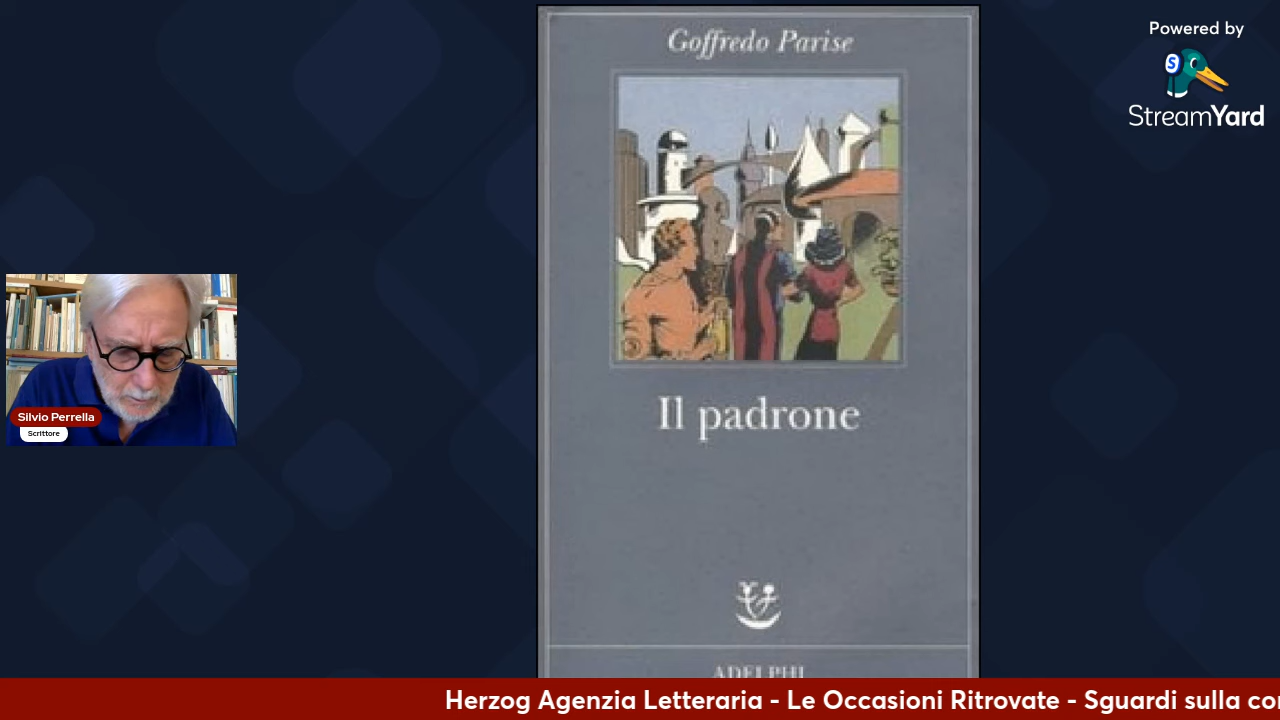 Goffredo Parise
Il padrone
ADELPHI
Powered by
S
StreamYard
Silvio Perrella
Scrittore
Herzog Agenzia Letteraria - Le Occasioni Ritrovate - Sguardi sulla